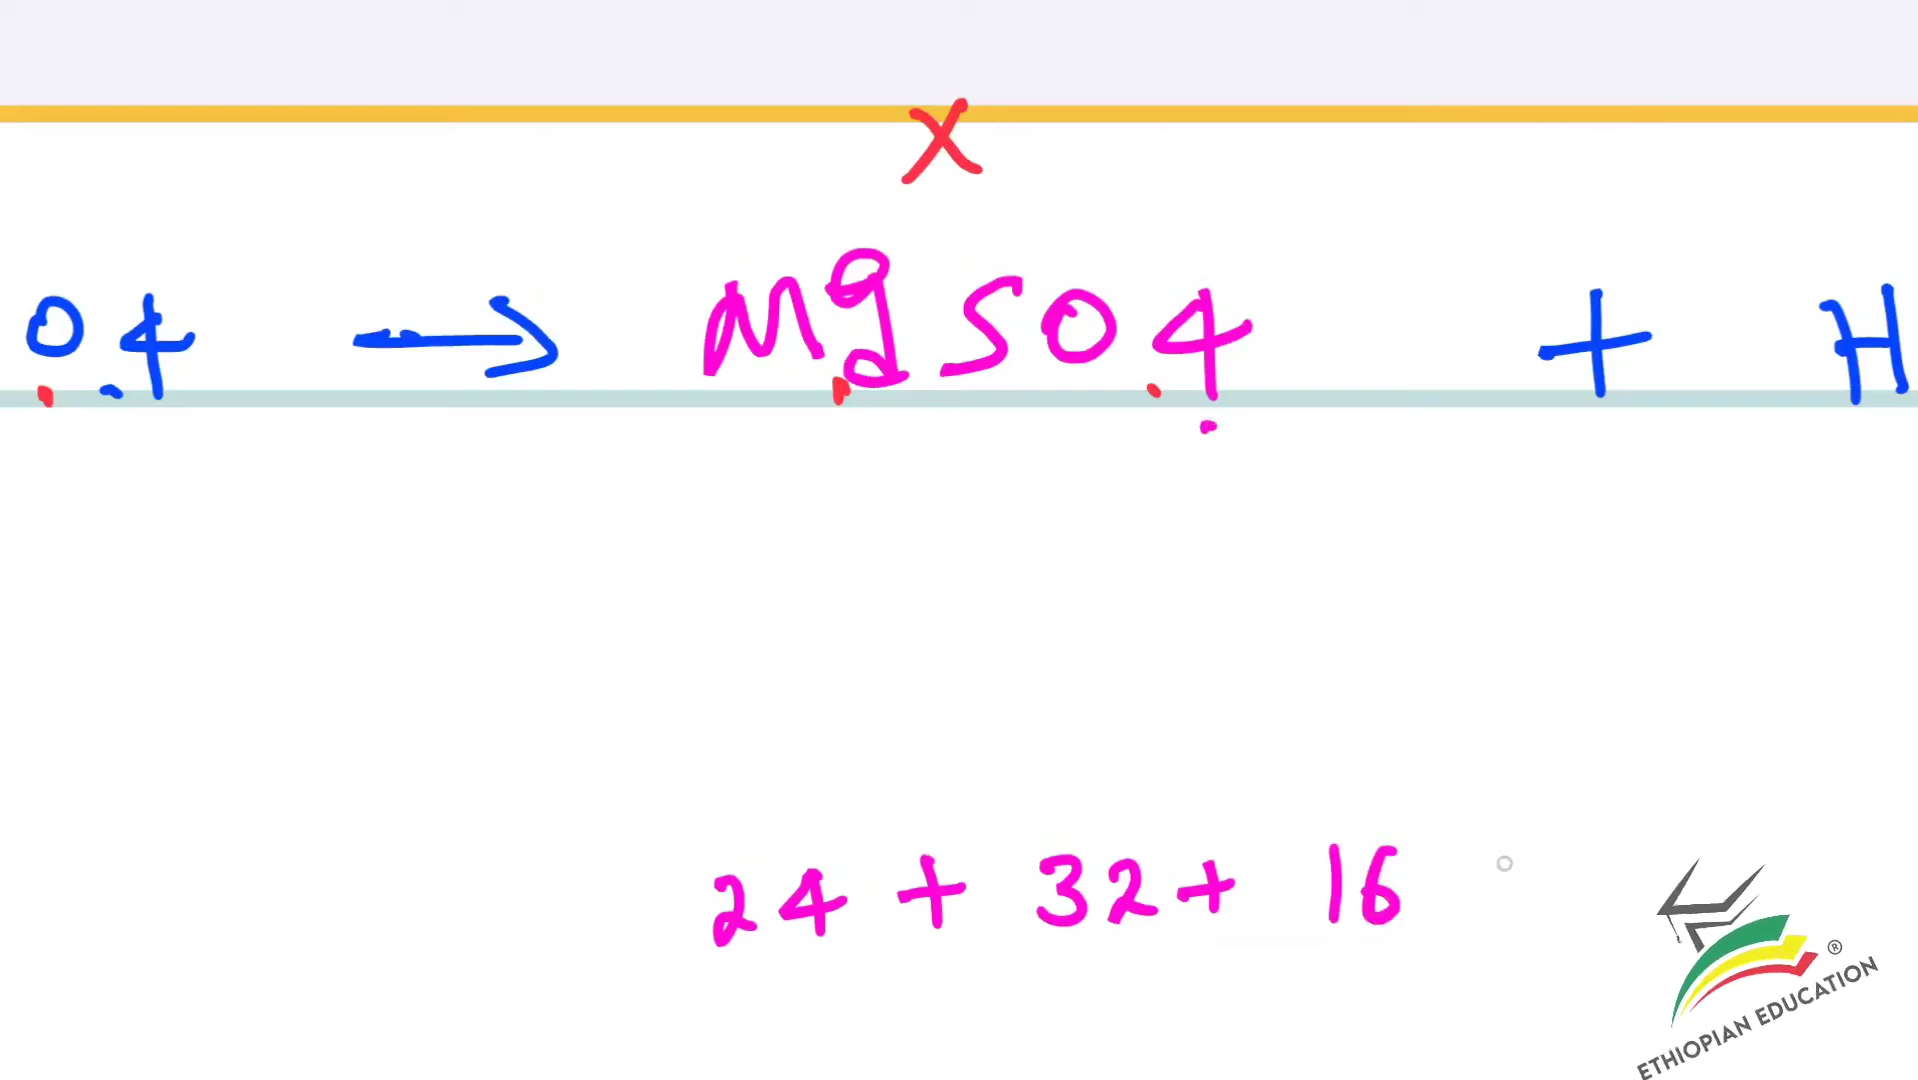 X
O4 → MgSO4 + H
24 + 32 + 16
®
ETHIOPIAN EDUCATION